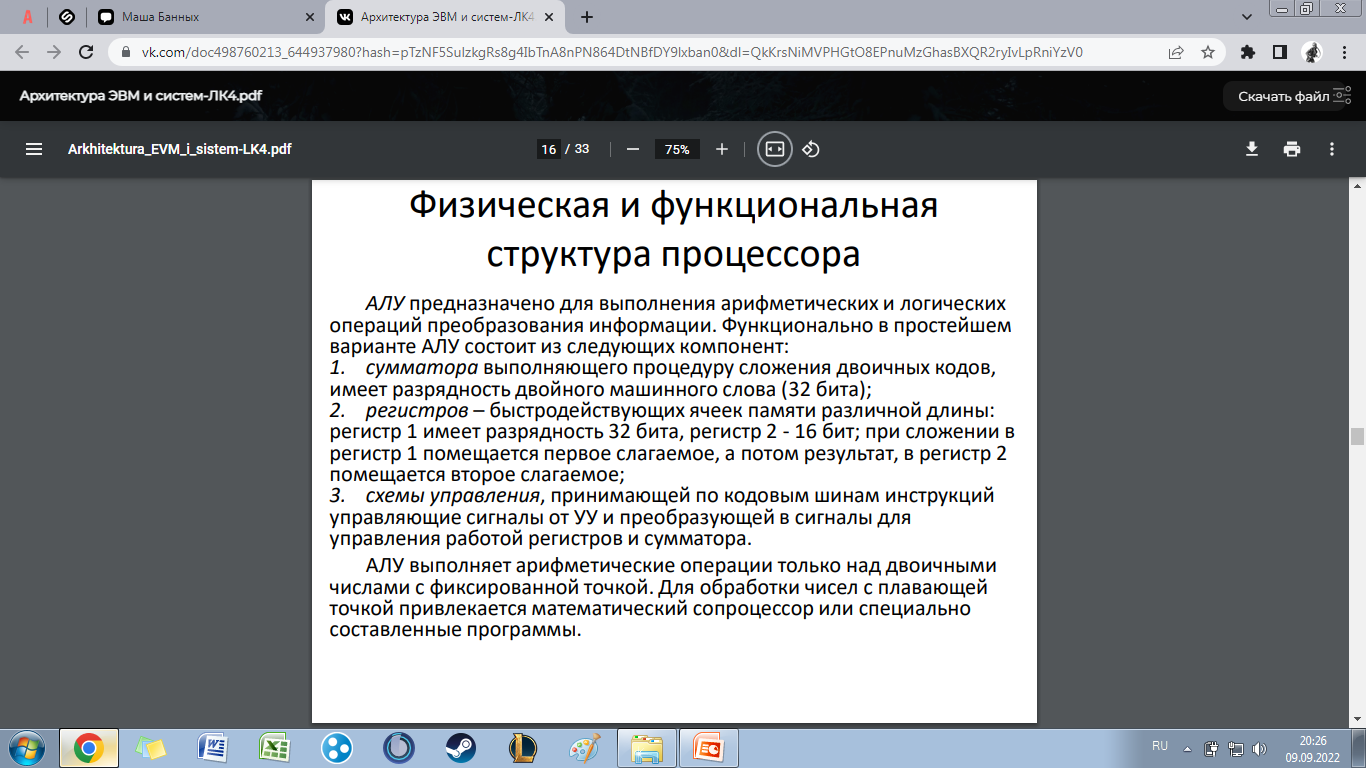 Маша Банных
Архитектура ЭВМ и систем-ЛК4
vk.com/doc498760213_644937980?hash=pTzNF5SulzkgRs8g4IbTnA8nPN864DtNBfDY9lxban0&dl=QkKrsNiMVPHGtO8EPnuMzGhasBXQR2ryIvLpRniYzV0
Архитектура ЭВМ и систем-ЛК4.pdf
Скачать файл
Arkhitektura_EVM_i_sistem-LK4.pdf
16 / 33
75%
Физическая и функциональная
структура процессора
АЛУ предназначено для выполнения арифметических и логических
операций преобразования информации. Функционально в простейшем
варианте АЛУ состоит из следующих компонент:
1. сумматора выполняющего процедуру сложения двоичных кодов,
имеет разрядность двойного машинного слова (32 бита);
2. регистров – быстродействующих ячеек памяти различной длины:
регистр 1 имеет разрядность 32 бита, регистр 2 - 16 бит; при сложении в
регистр 1 помещается первое слагаемое, а потом результат, в регистр 2
помещается второе слагаемое;
3. схемы управления, принимающей по кодовым шинам инструкций
управляющие сигналы от УУ и преобразующей в сигналы для
управления работой регистров и сумматора.
АЛУ выполняет арифметические операции только над двоичными
числами с фиксированной точкой. Для обработки чисел с плавающей
точкой привлекается математический сопроцессор или специально
составленные программы.
RU
20:26
09.09.2022